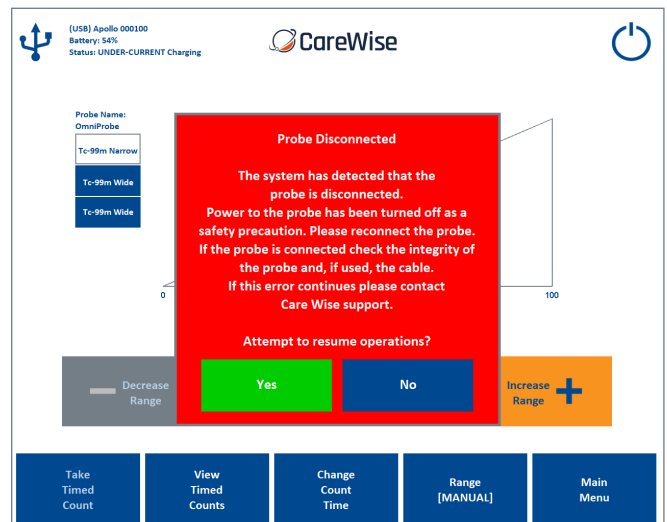 (USB) Apollo 000100
Battery: 54%
Status: UNDER-CURRENT Charging
CareWise
Probe Name:
OmniProbe
Tc-99m Narrow
Tc-99m Wide
Tc-99m Wide
Probe Disconnected
The system has detected that the
probe is disconnected.
Power to the probe has been turned off as a
safety precaution. Please reconnect the probe.
If the probe is connected check the integrity of
the probe and, if used, the cable.
If this error continues please contact
Care Wise support.
Attempt to resume operations?
Yes
No
0
100
Decrease
Range
Increase
Range
Take
Timed
Count
View
Timed
Counts
Change
Count
Time
Range
[MANUAL]
Main
Menu